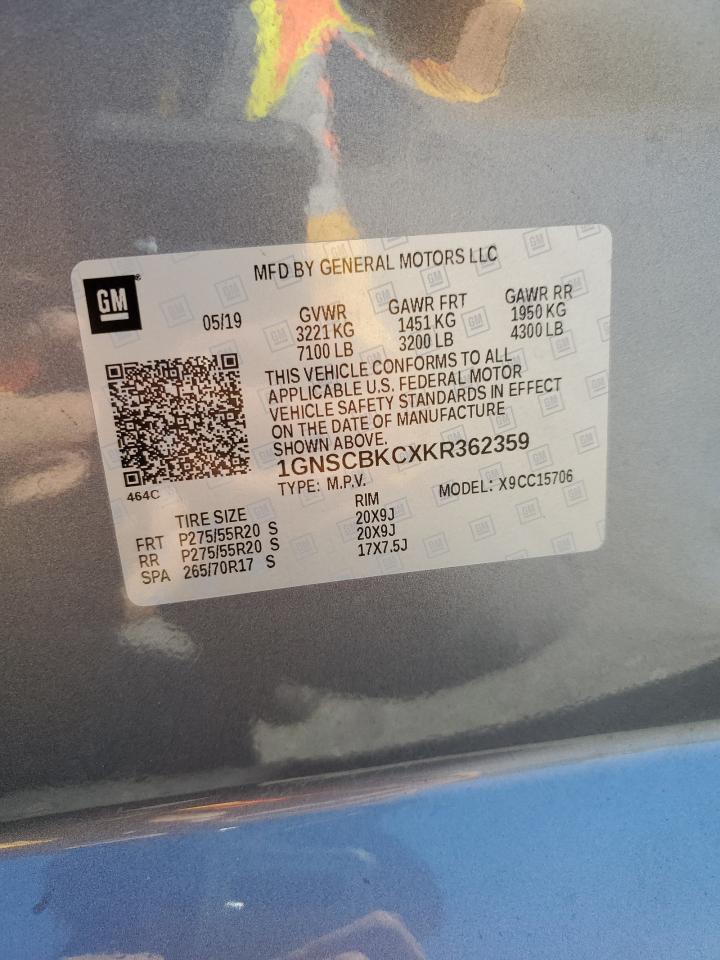 MFD BY GENERAL MOTORS LLC
GM
05/19
GVWR
3221 KG
7100 LB
GAWR FRT
1451 KG
3200 LB
GAWR RR
1950 KG
4300 LB
THIS VEHICLE CONFORMS TO ALL
APPLICABLE U.S. FEDERAL MOTOR
VEHICLE SAFETY STANDARDS IN EFFECT
ON THE DATE OF MANUFACTURE
SHOWN ABOVE.
1GNSCBKCXKR362359
464C
TYPE: M.P.V.
MODEL: X9CC15706
TIRE SIZE RIM
FRT P275/55R20 S 20X9J
RR P275/55R20 S 20X9J
SPA 265/70R17 S 17X7.5J